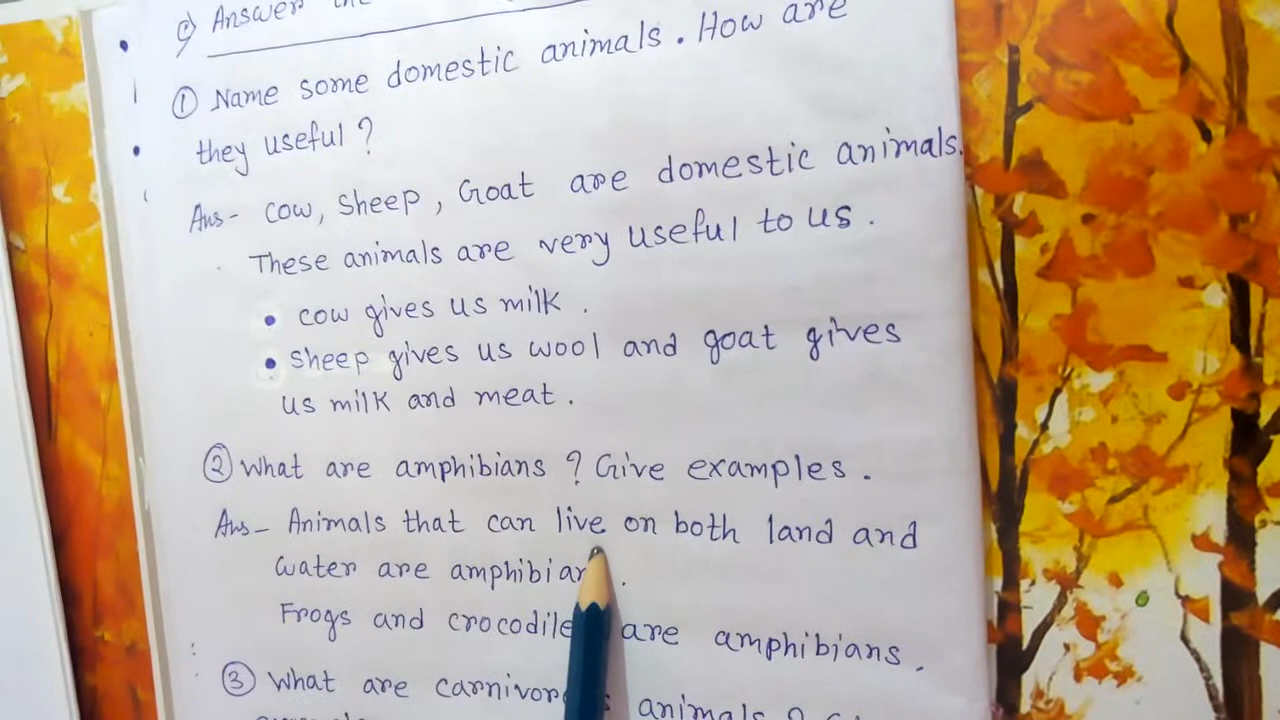 c) Answer the
① Name some domestic animals. How are
they useful?
Ans- Cow, Sheep, Goat are domestic animals.
These animals are very useful to us.
• cow gives us milk.
• sheep gives us wool and goat gives
us milk and meat.
② What are amphibians? Give examples.
Ans- Animals that can live on both land and
water are amphibian.
Frogs and crocodile are amphibians.
③ What are carnivor animals?